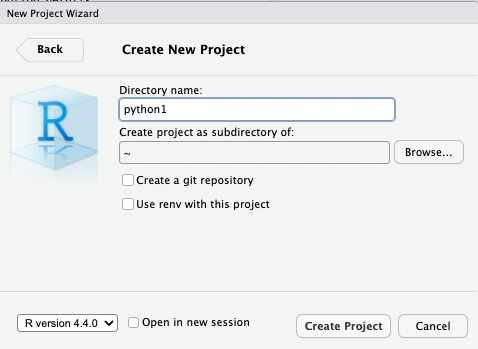 New Project Wizard
Back
Create New Project
R
Directory name:
python1
Create project as subdirectory of:
~
Browse...
Create a git repository
Use renv with this project
R version 4.4.0
Open in new session
Create Project
Cancel